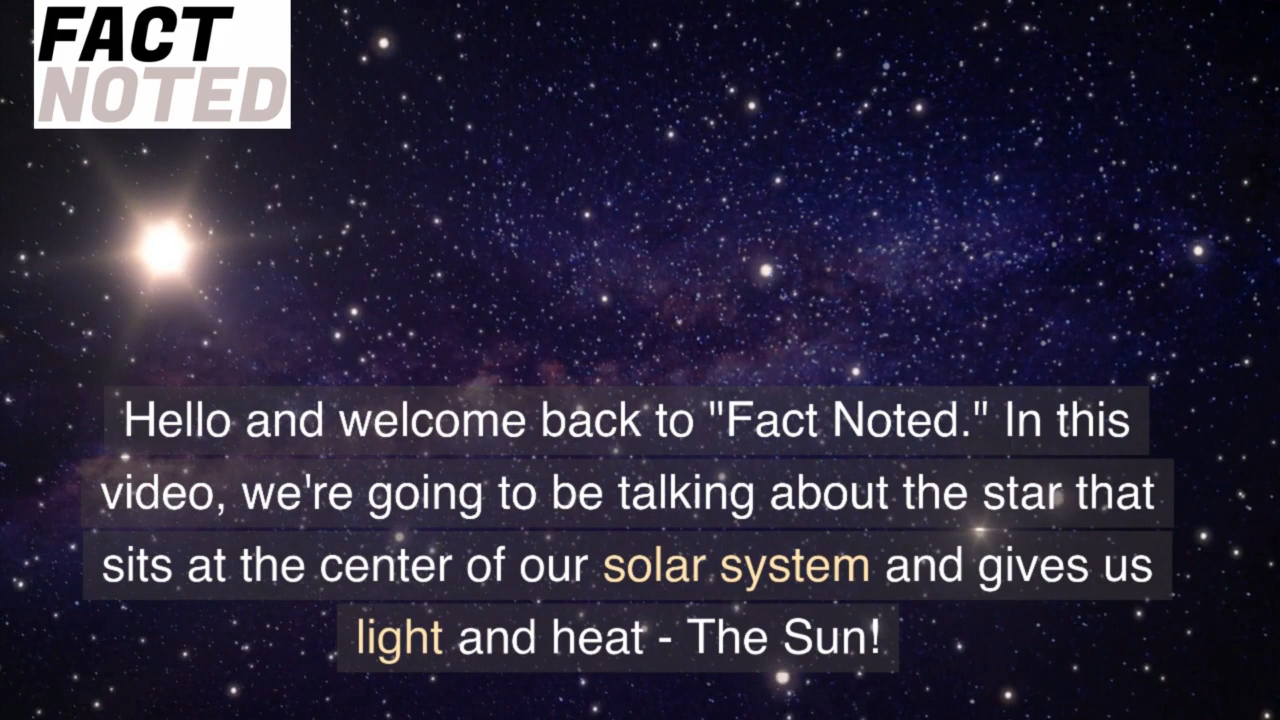 FACT
NOTED
Hello and welcome back to "Fact Noted." In this
video, we're going to be talking about the star that
sits at the center of our solar system and gives us
light and heat - The Sun!